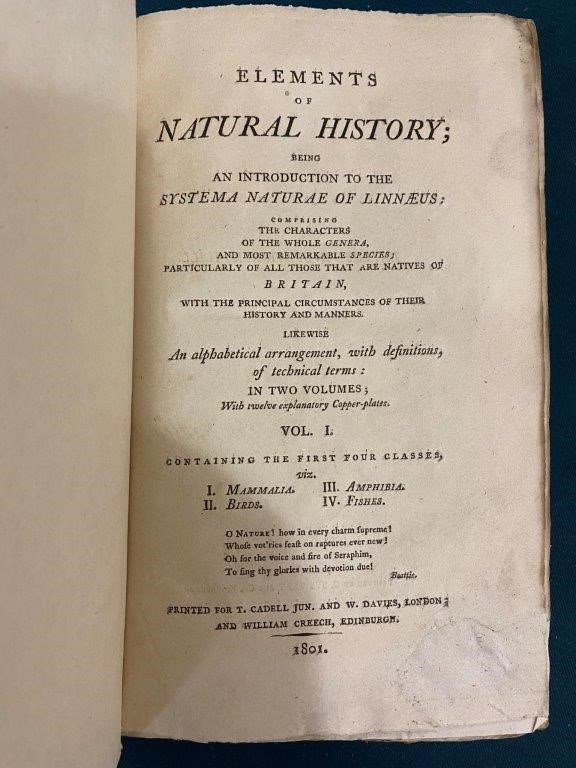 ELEMENTS
OF
NATURAL HISTORY;
BEING
AN INTRODUCTION TO THE
SYSTEMA NATURAE OF LINNÆUS:
COMPRISING
THE CHARACTERS
OF THE WHOLE GENERA,
AND MOST REMARKABLE SPECIES;
PARTICULARLY OF ALL THOSE THAT ARE NATIVES OF
BRITAIN,
WITH THE PRINCIPAL CIRCUMSTANCES OF THEIR
HISTORY AND MANNERS.
LIKEWISE
An alphabetical arrangement, with definitions,
of technical terms:
IN TWO VOLUMES;
With twelve explanatory Copper-plates.
VOL. I.
CONTAINING THE FIRST FOUR CLASSES,
viz.
I. MAMMALIA. III. AMPHIBIA.
II. BIRDS. IV. FISHES.
O NATURE! how in every charm supreme!
Whose vot'ries feast on raptures ever new!
Oh for the voice and fire of Seraphim,
To sing thy glories with devotion due!
Beattie.
PRINTED FOR T. CADELL JUN. AND W. DAVIES, LONDON;
AND WILLIAM CREECH, EDINBURGH.
1801.